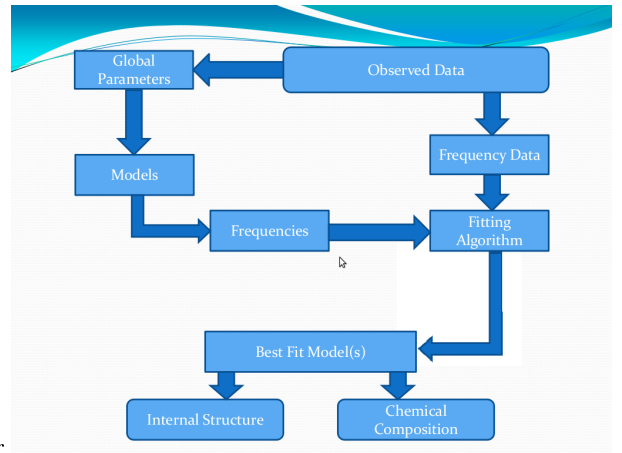 Global
Parameters
Observed Data
Frequency Data
Models
Frequencies
Fitting
Algorithm
Best Fit Model(s)
Internal Structure
Chemical
Composition
r